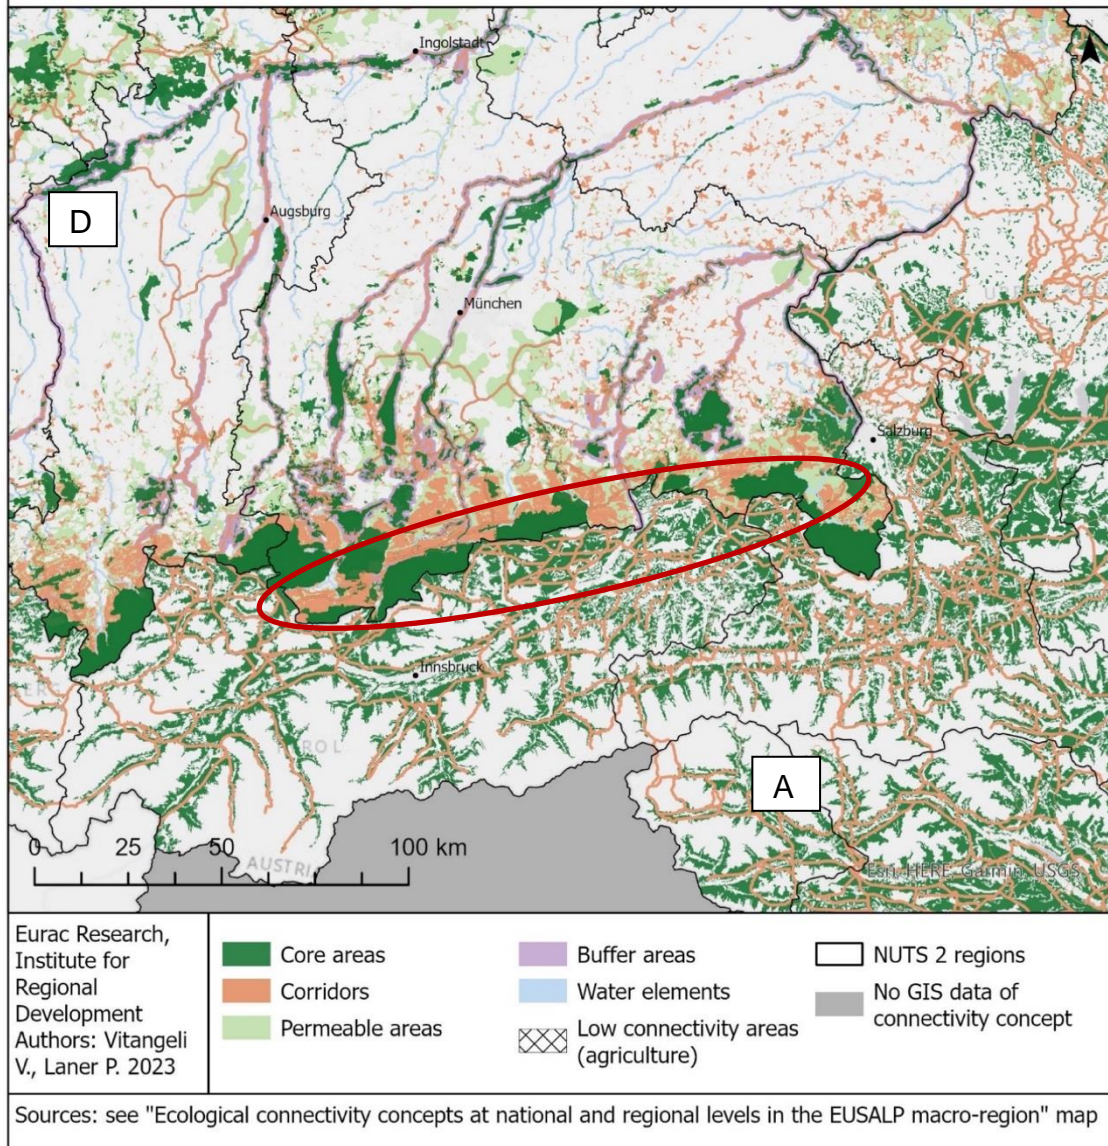 Ingolstadt
D
Augsburg
München
Salzburg
Innsbruck
TIROL
A
0 25 50 100 km
AUSTRIA
Esri, HERE, Garmin, USGS
Eurac Research,
Institute for
Regional
Development
Authors: Vitangeli
V., Laner P. 2023
Core areas
Corridors
Permeable areas
Buffer areas
Water elements
Low connectivity areas
(agriculture)
NUTS 2 regions
No GIS data of
connectivity concept
Sources: see "Ecological connectivity concepts at national and regional levels in the EUSALP macro-region" map